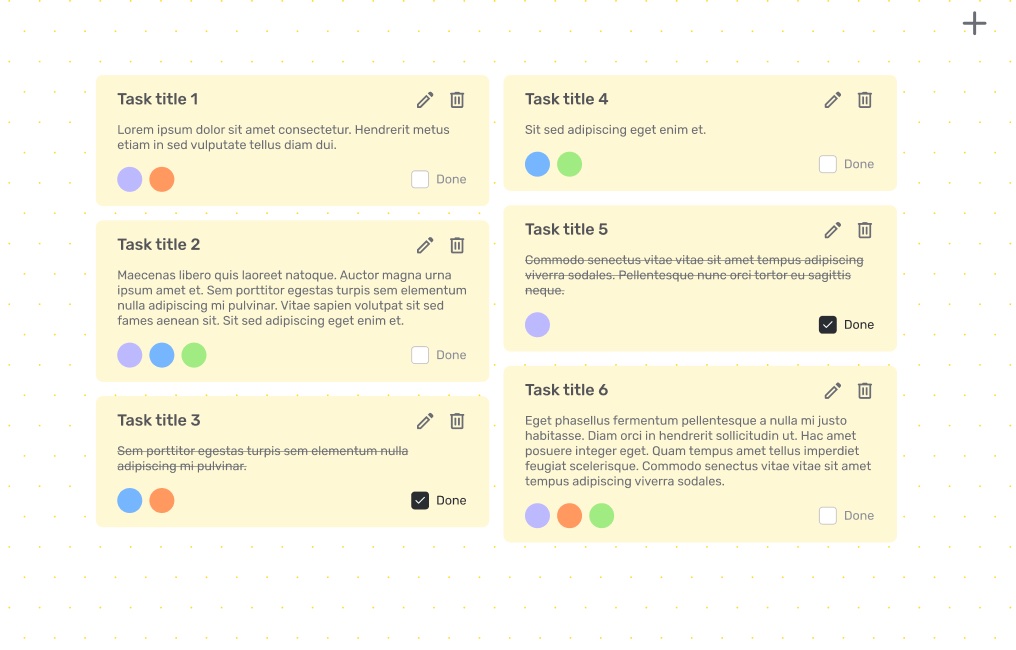 Task title 1
Lorem ipsum dolor sit amet consectetur. Hendrerit metus
etiam in sed vulputate tellus diam dui.
Done
Task title 2
Maecenas libero quis laoreet natoque. Auctor magna urna
ipsum amet et. Sem porttitor egestas turpis sem elementum
nulla adipiscing mi pulvinar. Vitae sapien volutpat sit sed
fames aenean sit. Sit sed adipiscing eget enim et.
Done
Task title 3
Sem porttitor egestas turpis sem elementum nulla
adipiscing mi pulvinar.
Done
Task title 4
Sit sed adipiscing eget enim et.
Done
Task title 5
Commodo senectus vitae vitae sit amet tempus adipiscing
viverra sodales. Pellentesque nunc orci tortor eu sagittis
neque.
Done
Task title 6
Eget phasellus fermentum pellentesque a nulla mi justo
habitasse. Diam orci in hendrerit sollicitudin ut. Hac amet
posuere integer eget. Quam tempus amet tellus imperdiet
feugiat scelerisque. Commodo senectus vitae vitae sit amet
tempus adipiscing viverra sodales.
Done